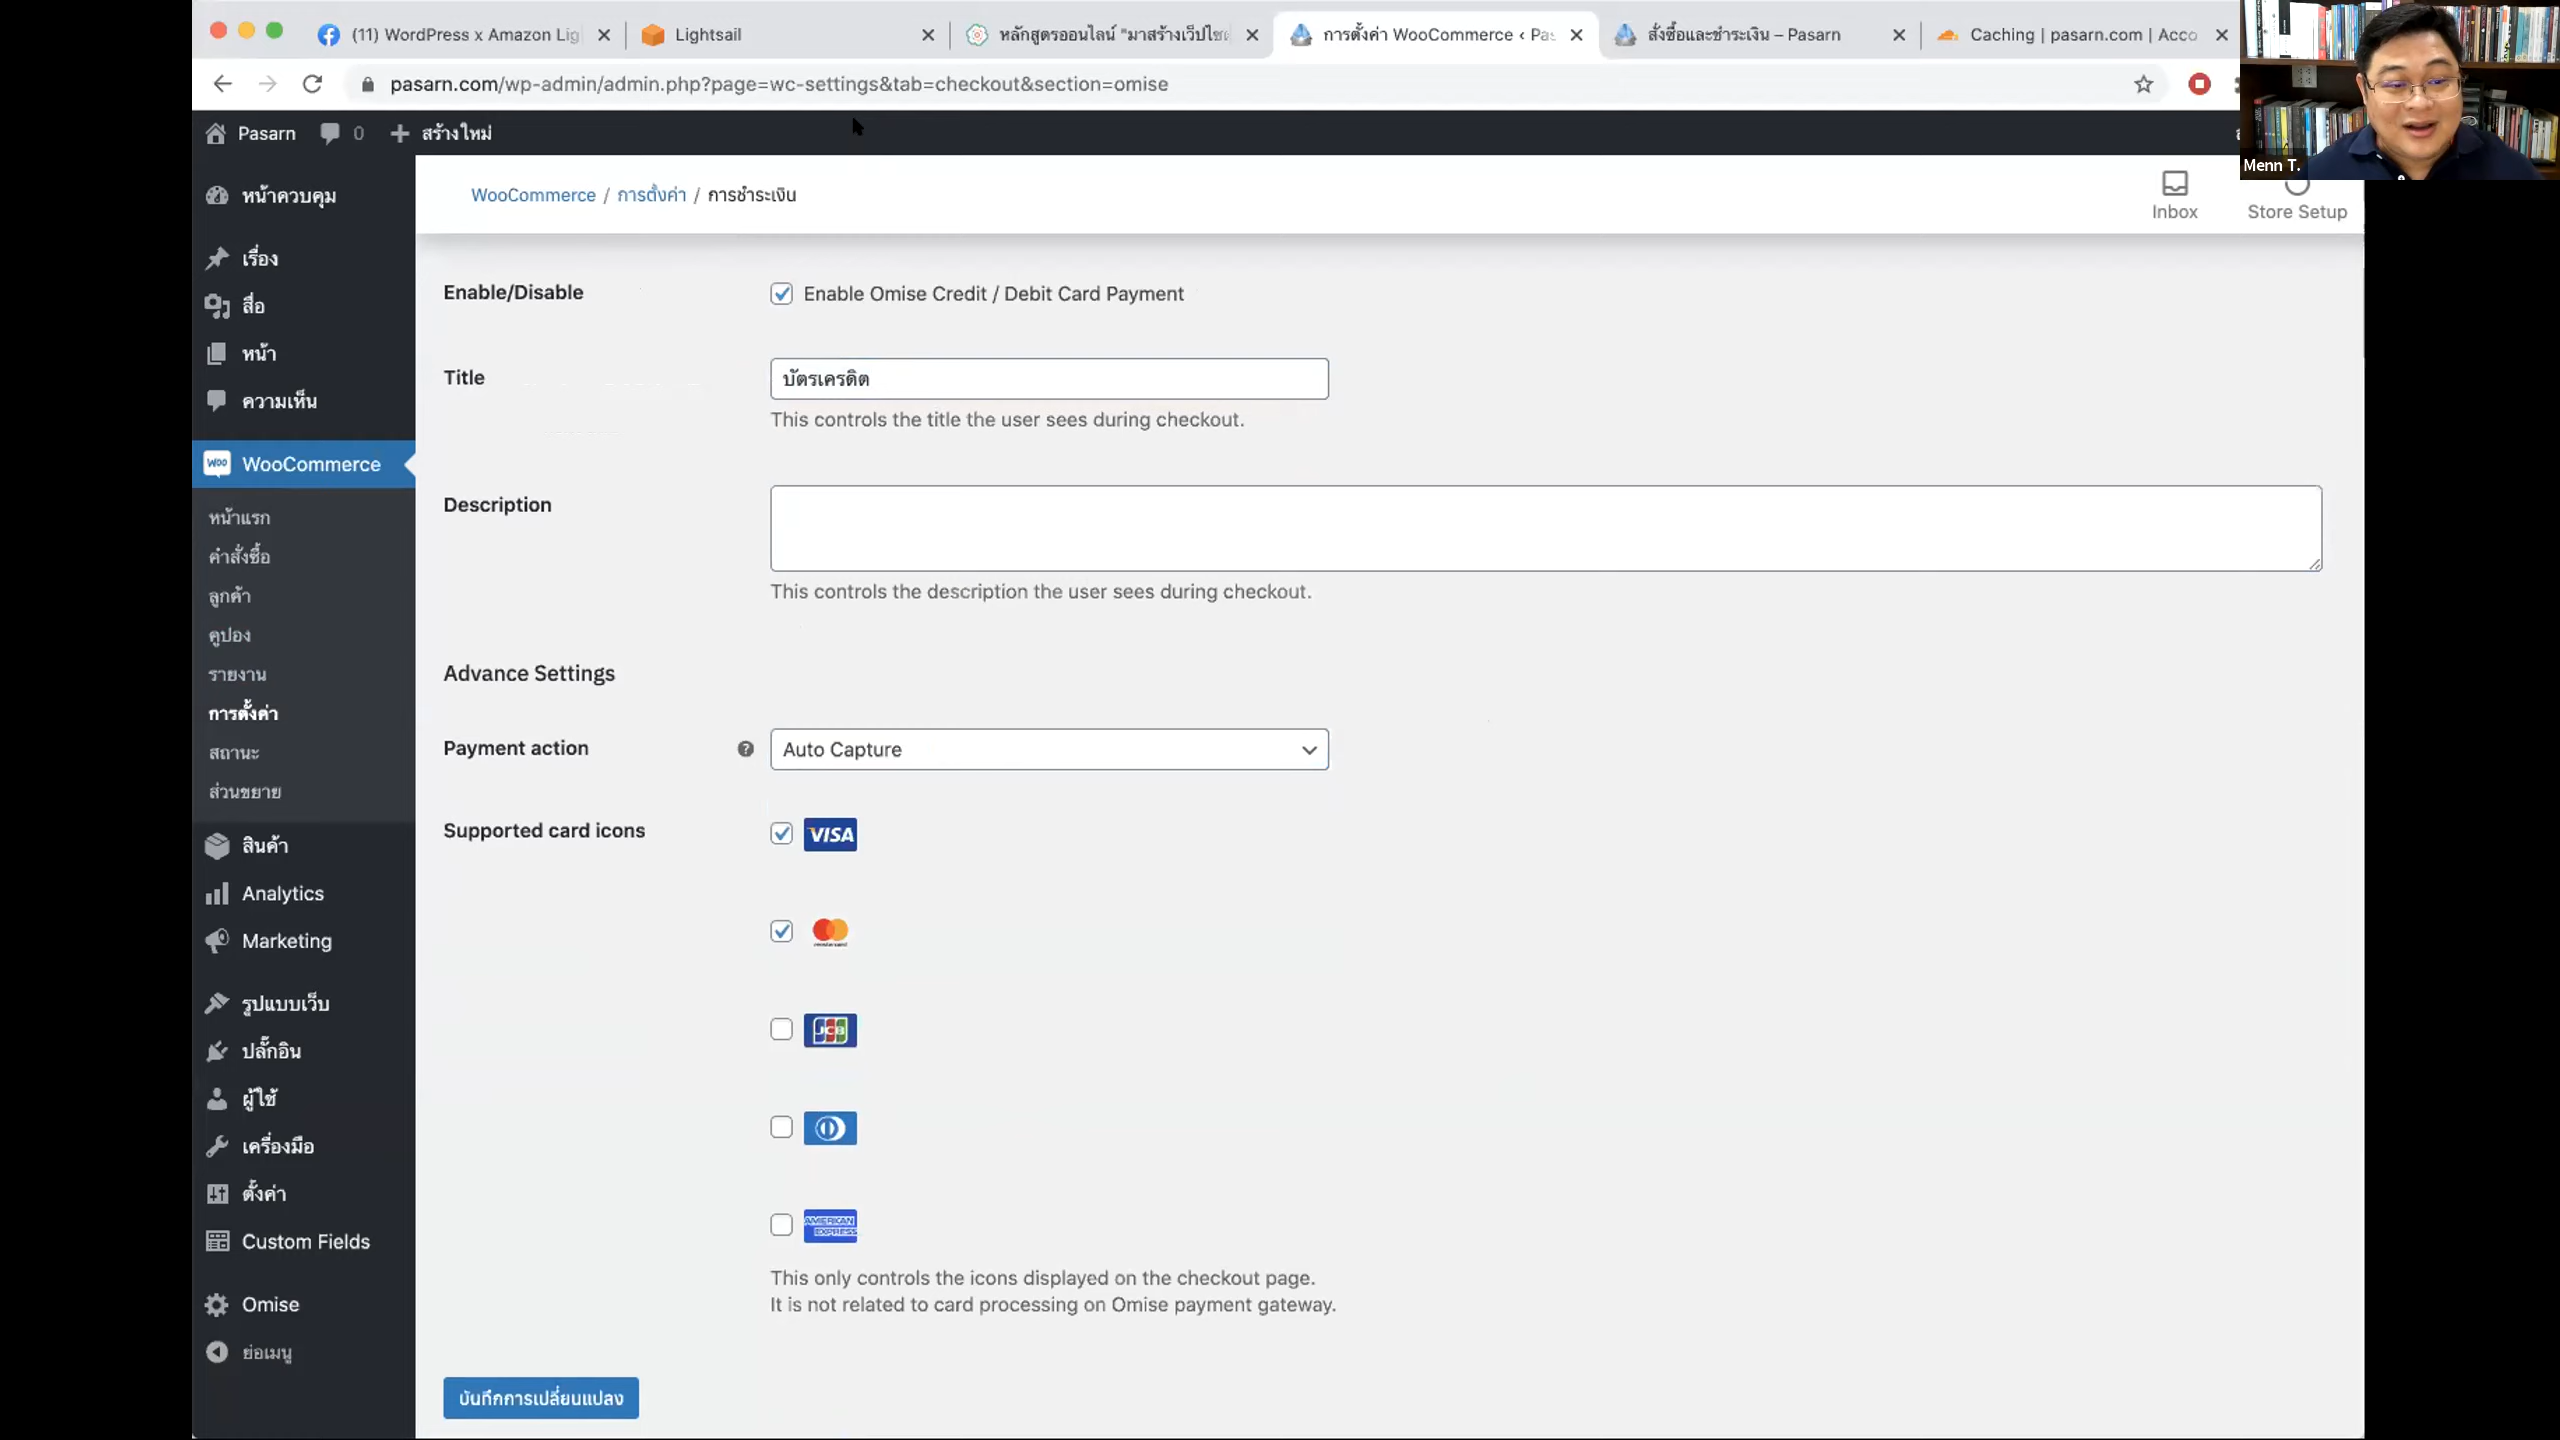 (11) WordPress x Amazon Lig
Lightsail
หลักสูตรออนไลน์ "มาสร้างเว็ปไซต์
การตั้งค่า WooCommerce ‹ Pas
สั่งซื้อและชำระเงิน – Pasarn
Caching | pasarn.com | Acco
pasarn.com/wp-admin/admin.php?page=wc-settings&tab=checkout&section=omise
Pasarn
0
สร้างใหม่
Menn T.
หน้าควบคุม
เรื่อง
สื่อ
หน้า
ความเห็น
WooCommerce
หน้าแรก
คำสั่งซื้อ
ลูกค้า
คูปอง
รายงาน
การตั้งค่า
สถานะ
ส่วนขยาย
สินค้า
Analytics
Marketing
รูปแบบเว็บ
ปลั๊กอิน
ผู้ใช้
เครื่องมือ
ตั้งค่า
Custom Fields
Omise
ย่อเมนู
WooCommerce / การตั้งค่า / การชำระเงิน
Inbox
Store Setup
Enable/Disable
Enable Omise Credit / Debit Card Payment
Title
บัตรเครดิต
This controls the title the user sees during checkout.
Description
This controls the description the user sees during checkout.
Advance Settings
Payment action
Auto Capture
Supported card icons
VISA
mastercard
JCB
AMERICAN
EXPRESS
This only controls the icons displayed on the checkout page.
It is not related to card processing on Omise payment gateway.
บันทึกการเปลี่ยนแปลง